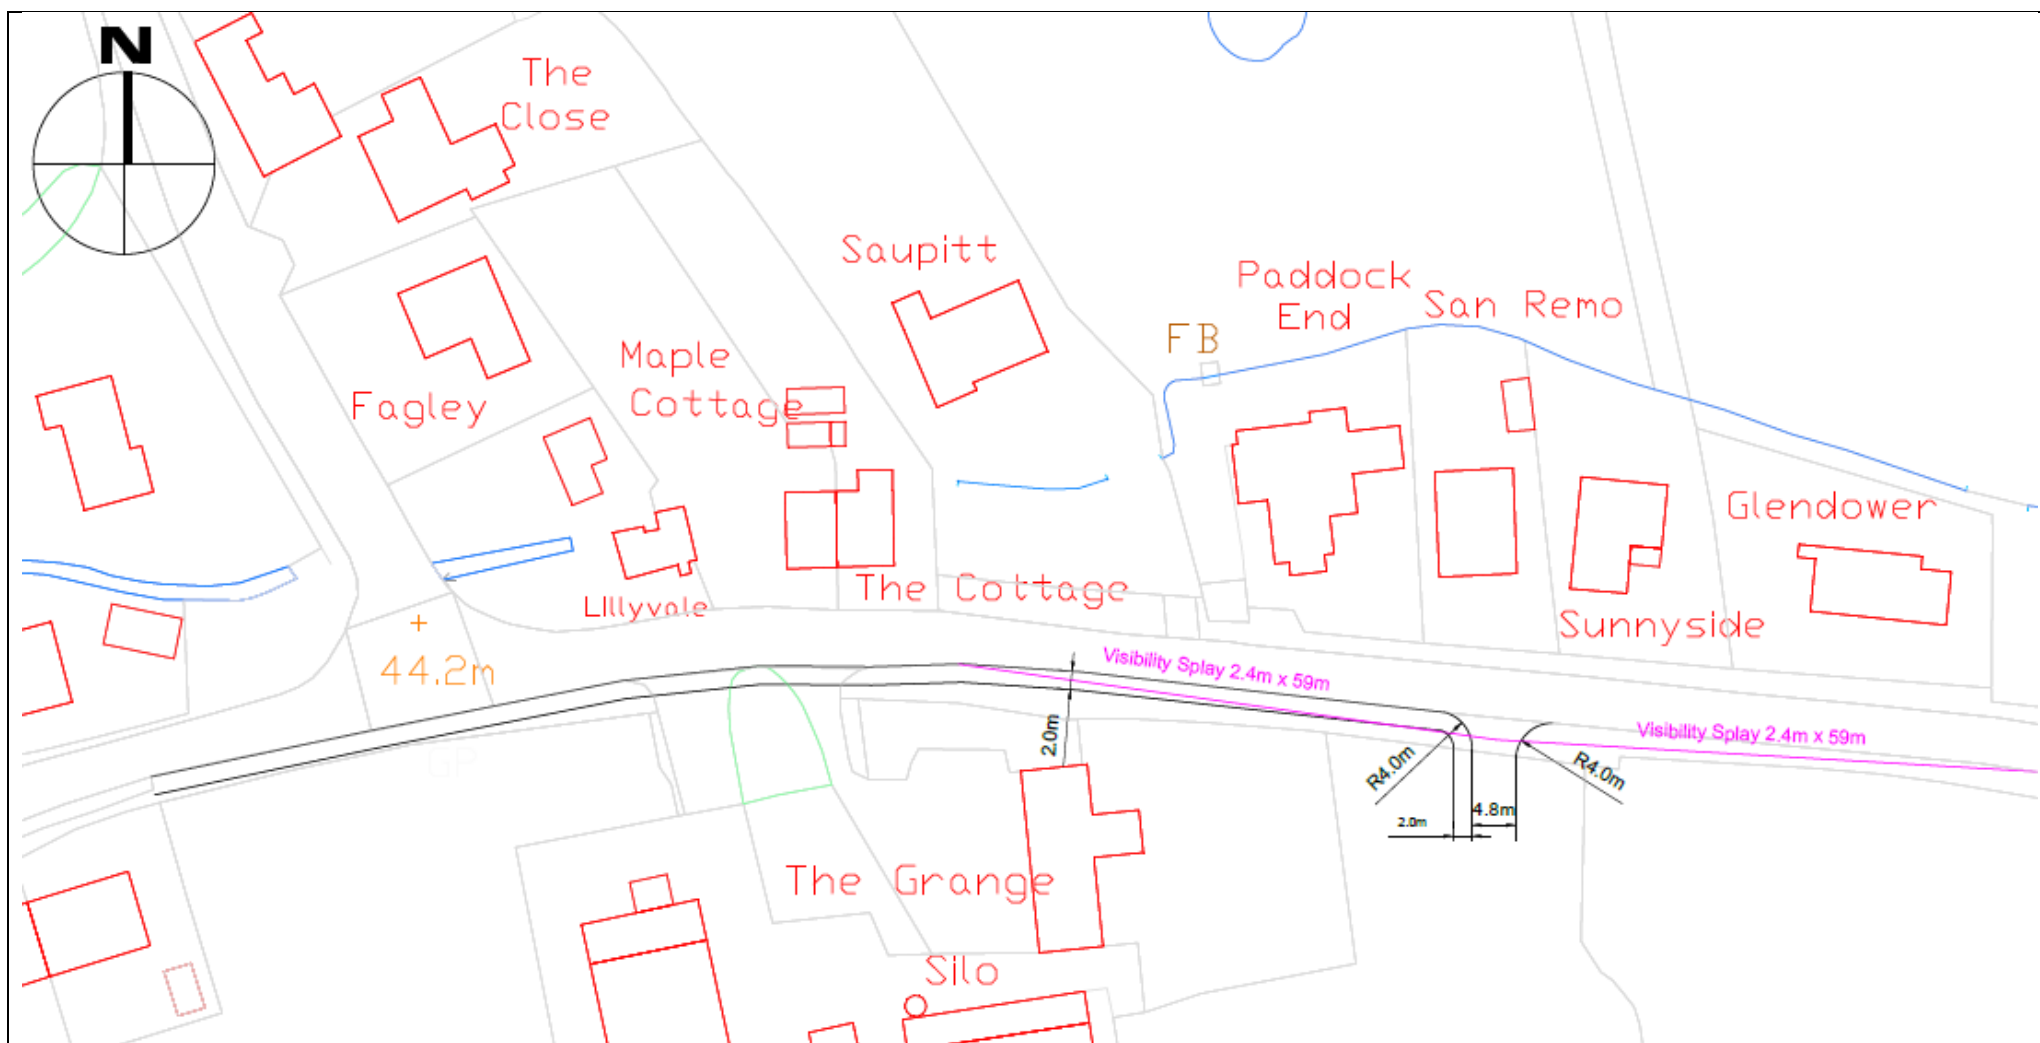 N
The
Close
Saupitt
Paddock
End
San Remo
FB
Maple
Cottage
Fagley
Glendower
The Cottage
LIllyvale
Sunnyside
44.2m
Visibility Splay 2.4m x 59m
Visibility Splay 2.4m x 59m
2.0m
GP
R4.0m
R4.0m
4.8m
2.0m
The Grange
Silo